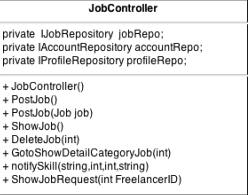 JobController
private IJobRepository jobRepo;
private IAccountRepository accountRepo;
private IProfileRepository profileRepo;
+ JobController()
+ PostJob()
+ PostJob(Job job)
+ ShowJob()
+ DeleteJob(int)
+ GotoShowDetailCategoryJob(int)
+ notifySkill(string,int,int,string)
+ ShowJobRequest(int FreelancerID)